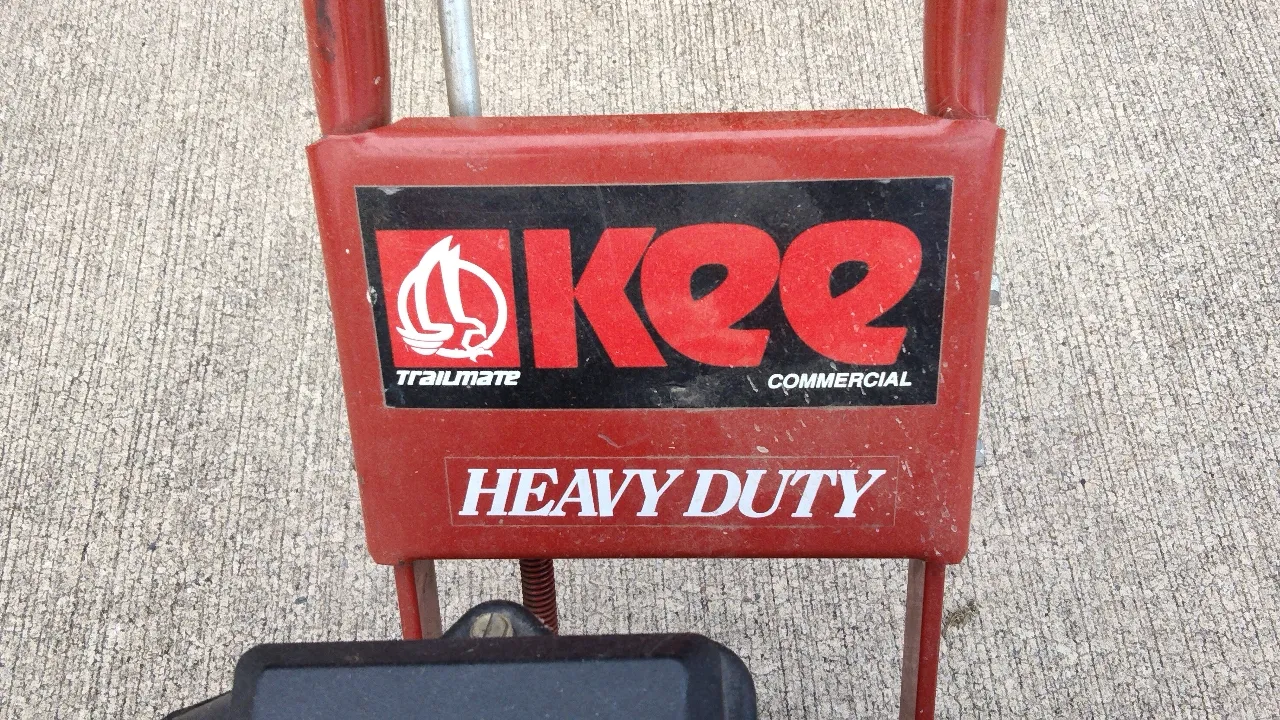 Kee
TRAILMATE
COMMERCIAL
HEAVY DUTY